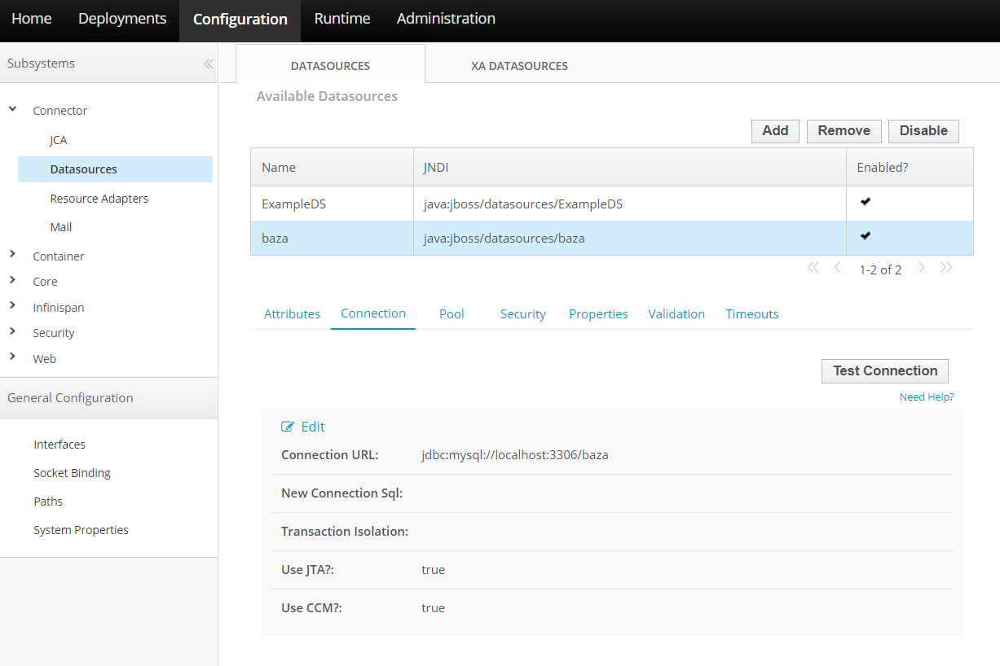 Home Deployments Configuration Runtime Administration
Subsystems
Connector
JCA
Datasources
Resource Adapters
Mail
Container
Core
Infinispan
Security
Web
General Configuration
Interfaces
Socket Binding
Paths
System Properties
DATASOURCES XA DATASOURCES
Available Datasources
Add Remove Disable
Name JNDI Enabled?
ExampleDS java:jboss/datasources/ExampleDS
baza java:jboss/datasources/baza
1-2 of 2
Attributes Connection Pool Security Properties Validation Timeouts
Test Connection
Need Help?
Edit
Connection URL: jdbc:mysql://localhost:3306/baza
New Connection Sql:
Transaction Isolation:
Use JTA?: true
Use CCM?: true